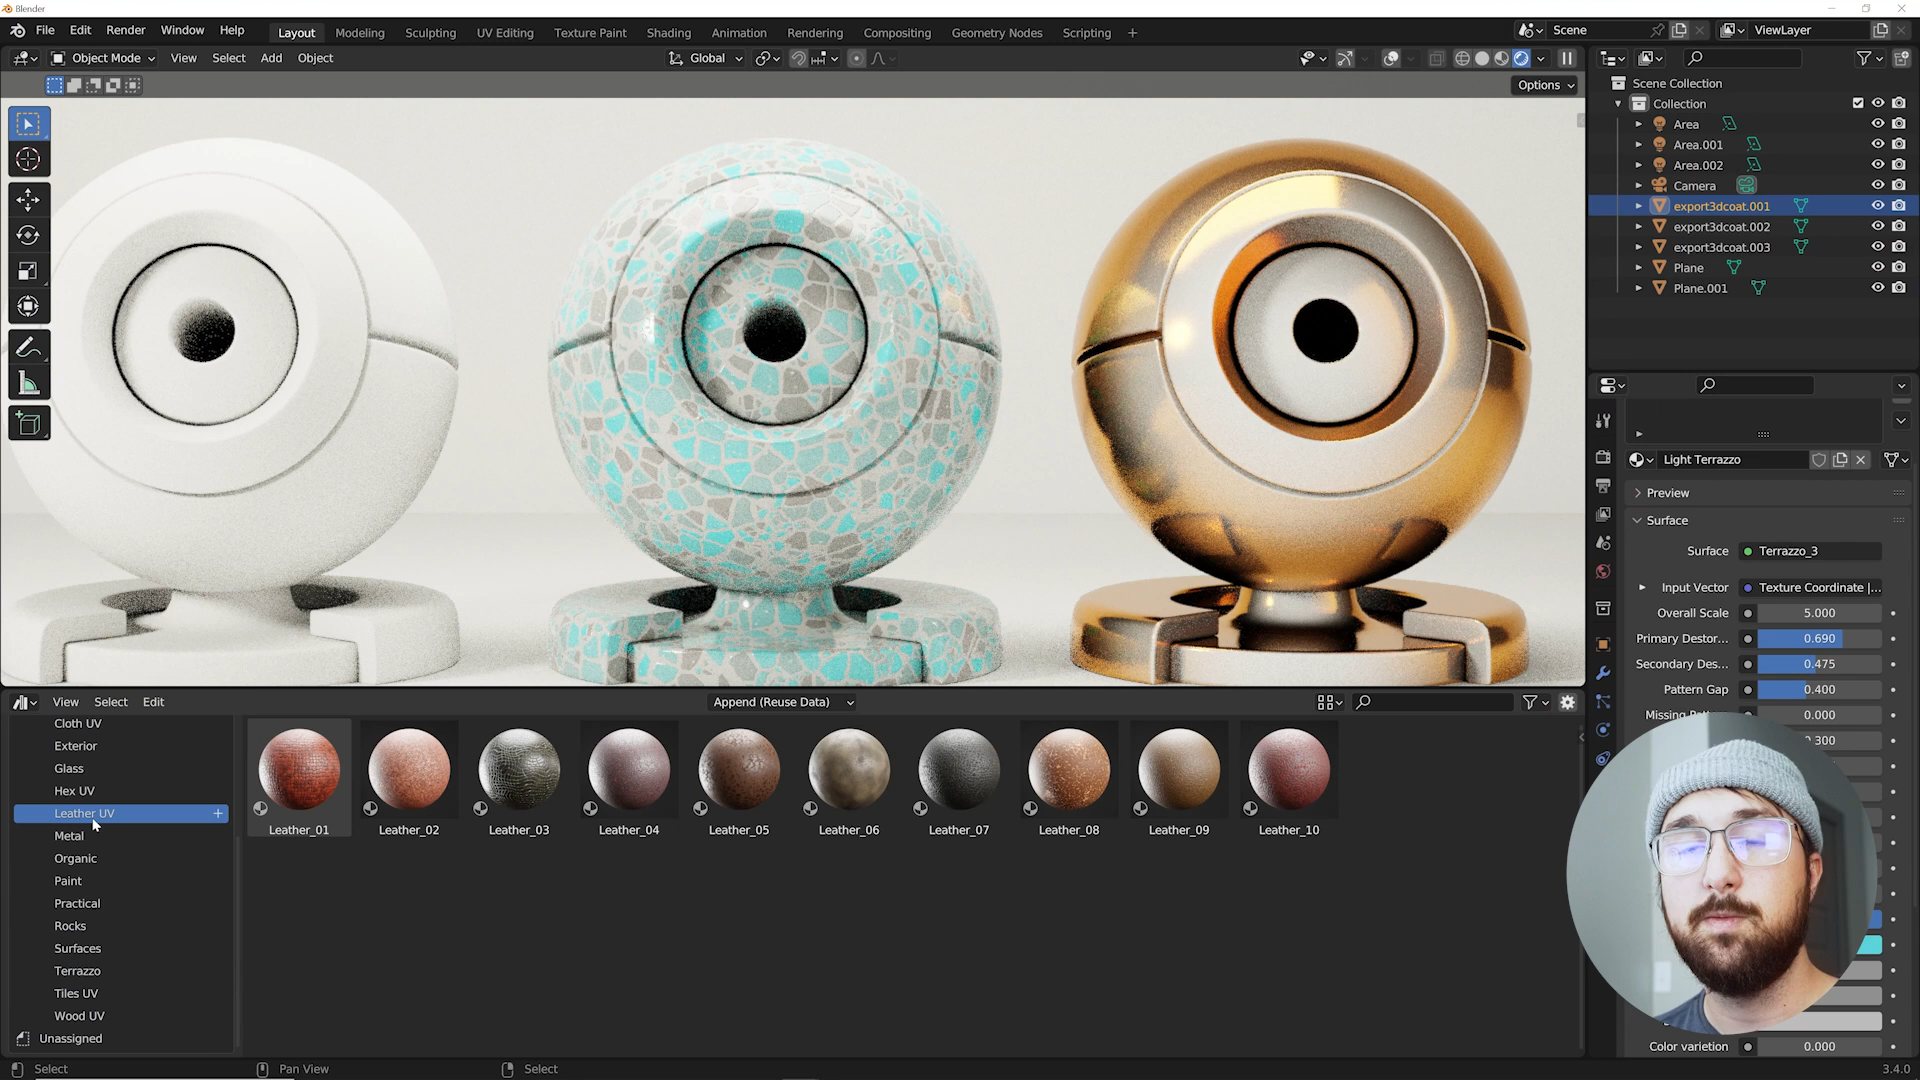 Blender
File Edit Render Window Help
Layout Modeling Sculpting UV Editing Texture Paint Shading Animation Rendering Compositing Geometry Nodes Scripting +
Scene ViewLayer
Object Mode View Select Add Object Global
Options
Scene Collection
Collection
Area
Area.001
Area.002
Camera
export3dcoat.001
export3dcoat.002
export3dcoat.003
Plane
Plane.001
Light Terrazzo
Preview
Surface
Surface Terrazzo_3
Input Vector Texture Coordinate |...
Overall Scale 5.000
Primary Destor... 0.690
Secondary Des... 0.475
Pattern Gap 0.400
0.000
0.300
Color varietion 0.000
View Select Edit Append (Reuse Data)
Cloth UV
Exterior
Glass
Hex UV
Leather UV +
Metal
Organic
Paint
Practical
Rocks
Surfaces
Terrazzo
Tiles UV
Wood UV
Unassigned
Leather_01 Leather_02 Leather_03 Leather_04 Leather_05 Leather_06 Leather_07 Leather_08 Leather_09 Leather_10
Select Pan View Select 3.4.0